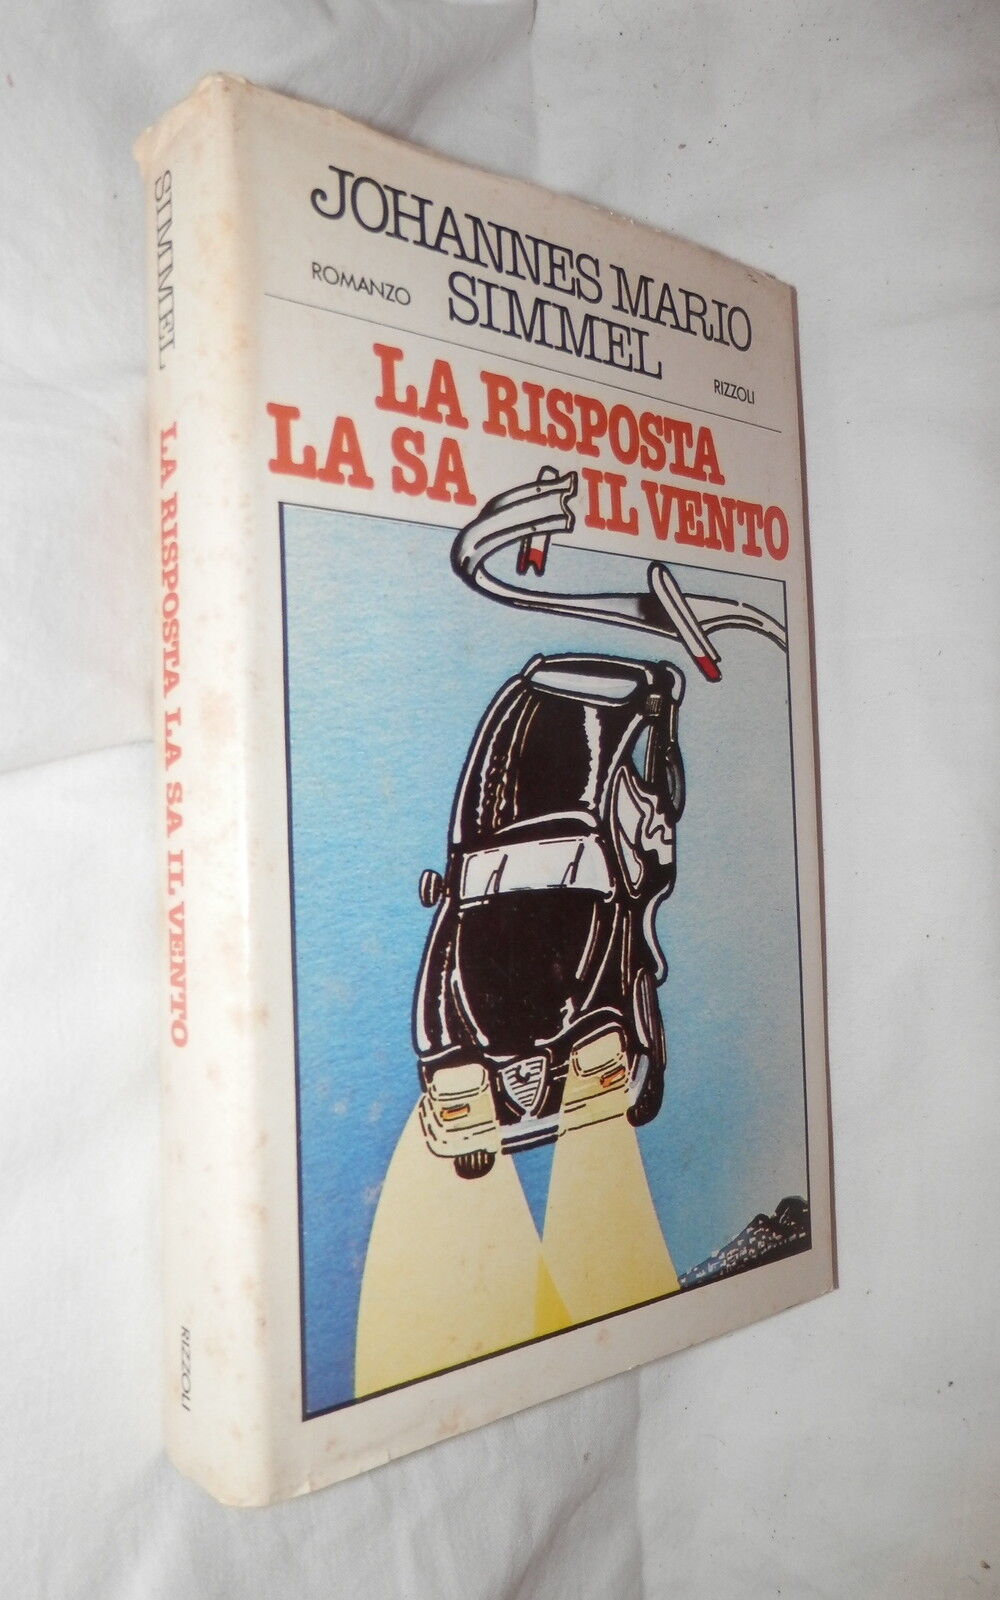 JOHANNES MARIO
SIMMEL
ROMANZO
RIZZOLI
LA RISPOSTA
LA SA IL VENTO
SIMMEL LA RISPOSTA LA SA IL VENTO RIZZOLI